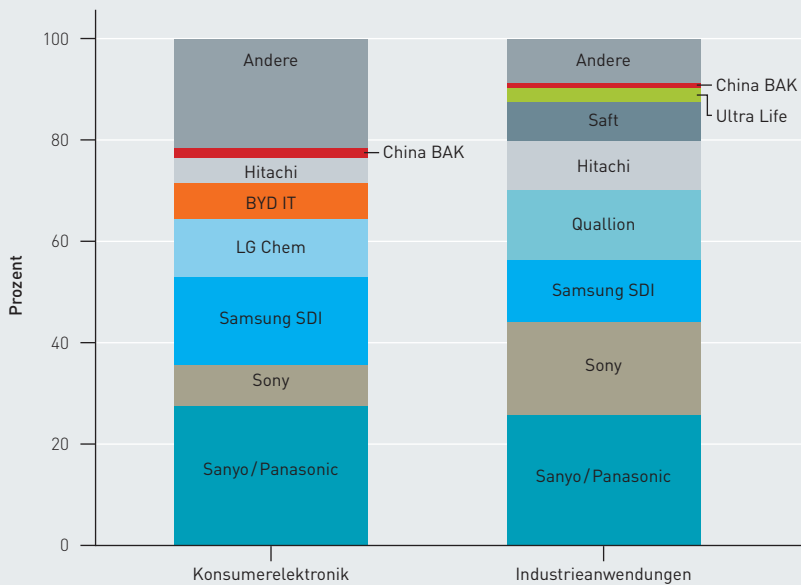 Prozent
100
80
60
40
20
0
Andere
China BAK
Hitachi
BYD IT
LG Chem
Samsung SDI
Sony
Sanyo/Panasonic
Konsumerelektronik
Andere
China BAK
Ultra Life
Saft
Hitachi
Quallion
Samsung SDI
Sony
Sanyo/Panasonic
Industrieanwendungen